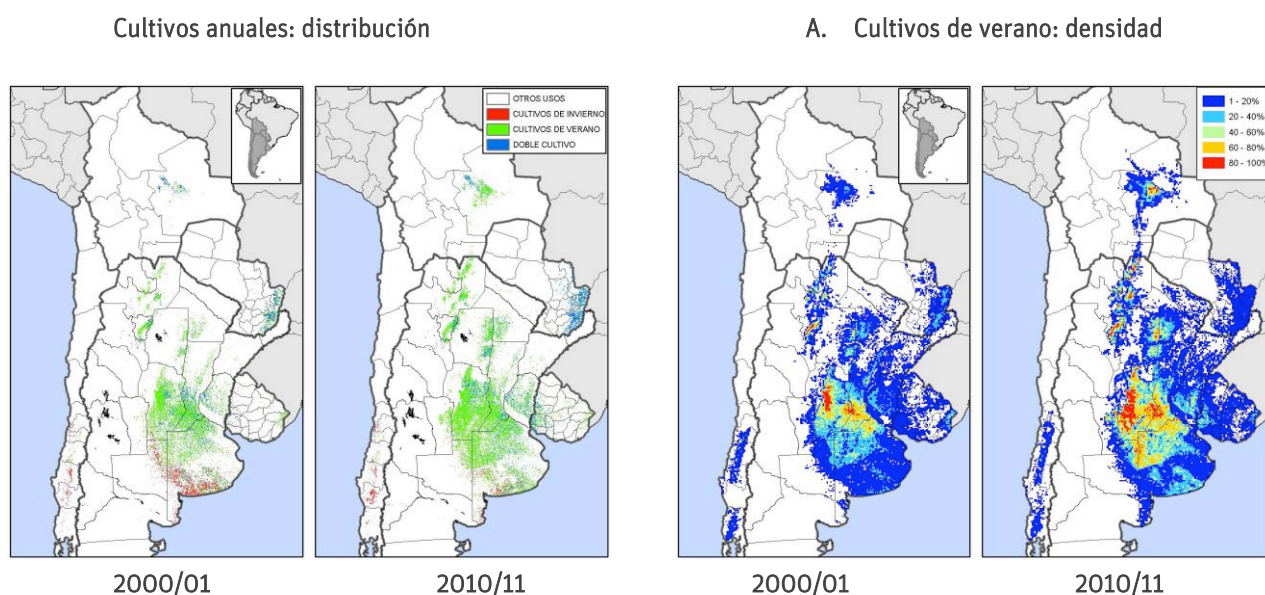 Cultivos anuales: distribución
A. Cultivos de verano: densidad
OTROS USOS
CULTIVOS DE INVIERNO
CULTIVOS DE VERANO
DOBLE CULTIVO
1 - 20%
20 - 40%
40 - 60%
60 - 80%
80 - 100%
2000/01
2010/11
2000/01
2010/11